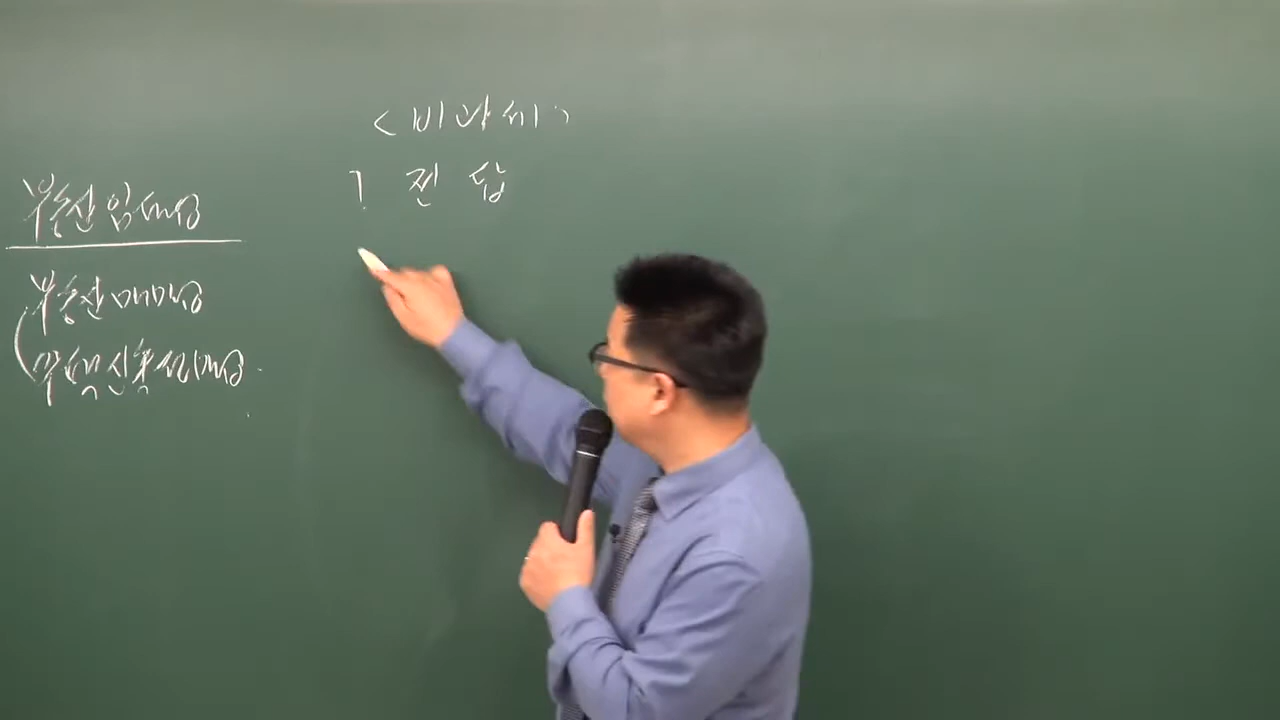 부동산임대업
부동산매매업
주택신축판매업.
<비과세>
1. 전 답